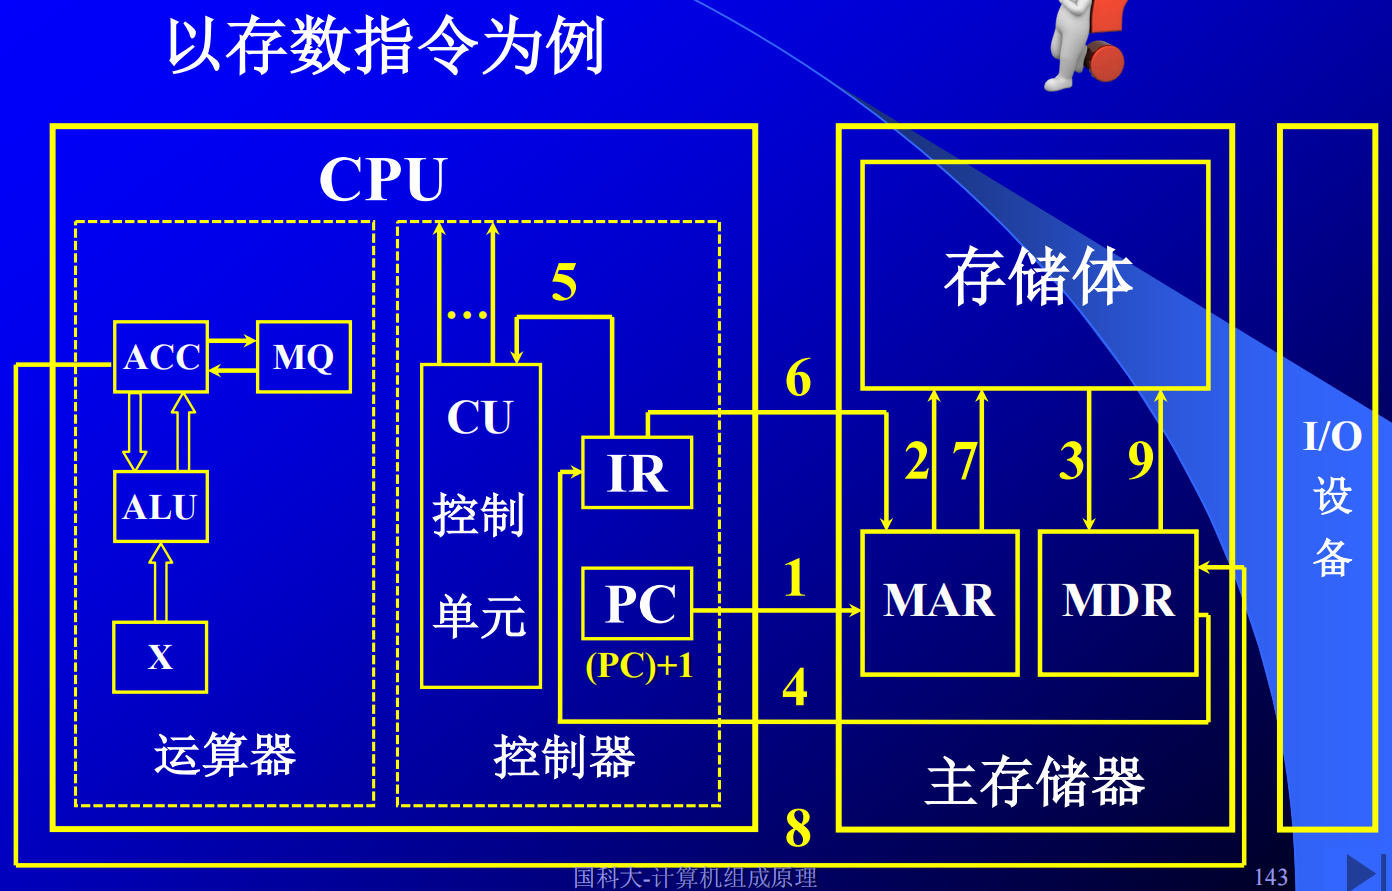 以存数指令为例
CPU
5
…
ACC
MQ
CU
控制
单元
IR
ALU
PC
(PC)+1
X
运算器
控制器
6
1
4
8
存储体
2
7
3
9
MAR
MDR
主存储器
I/O
设
备
国科大-计算机组成原理
143